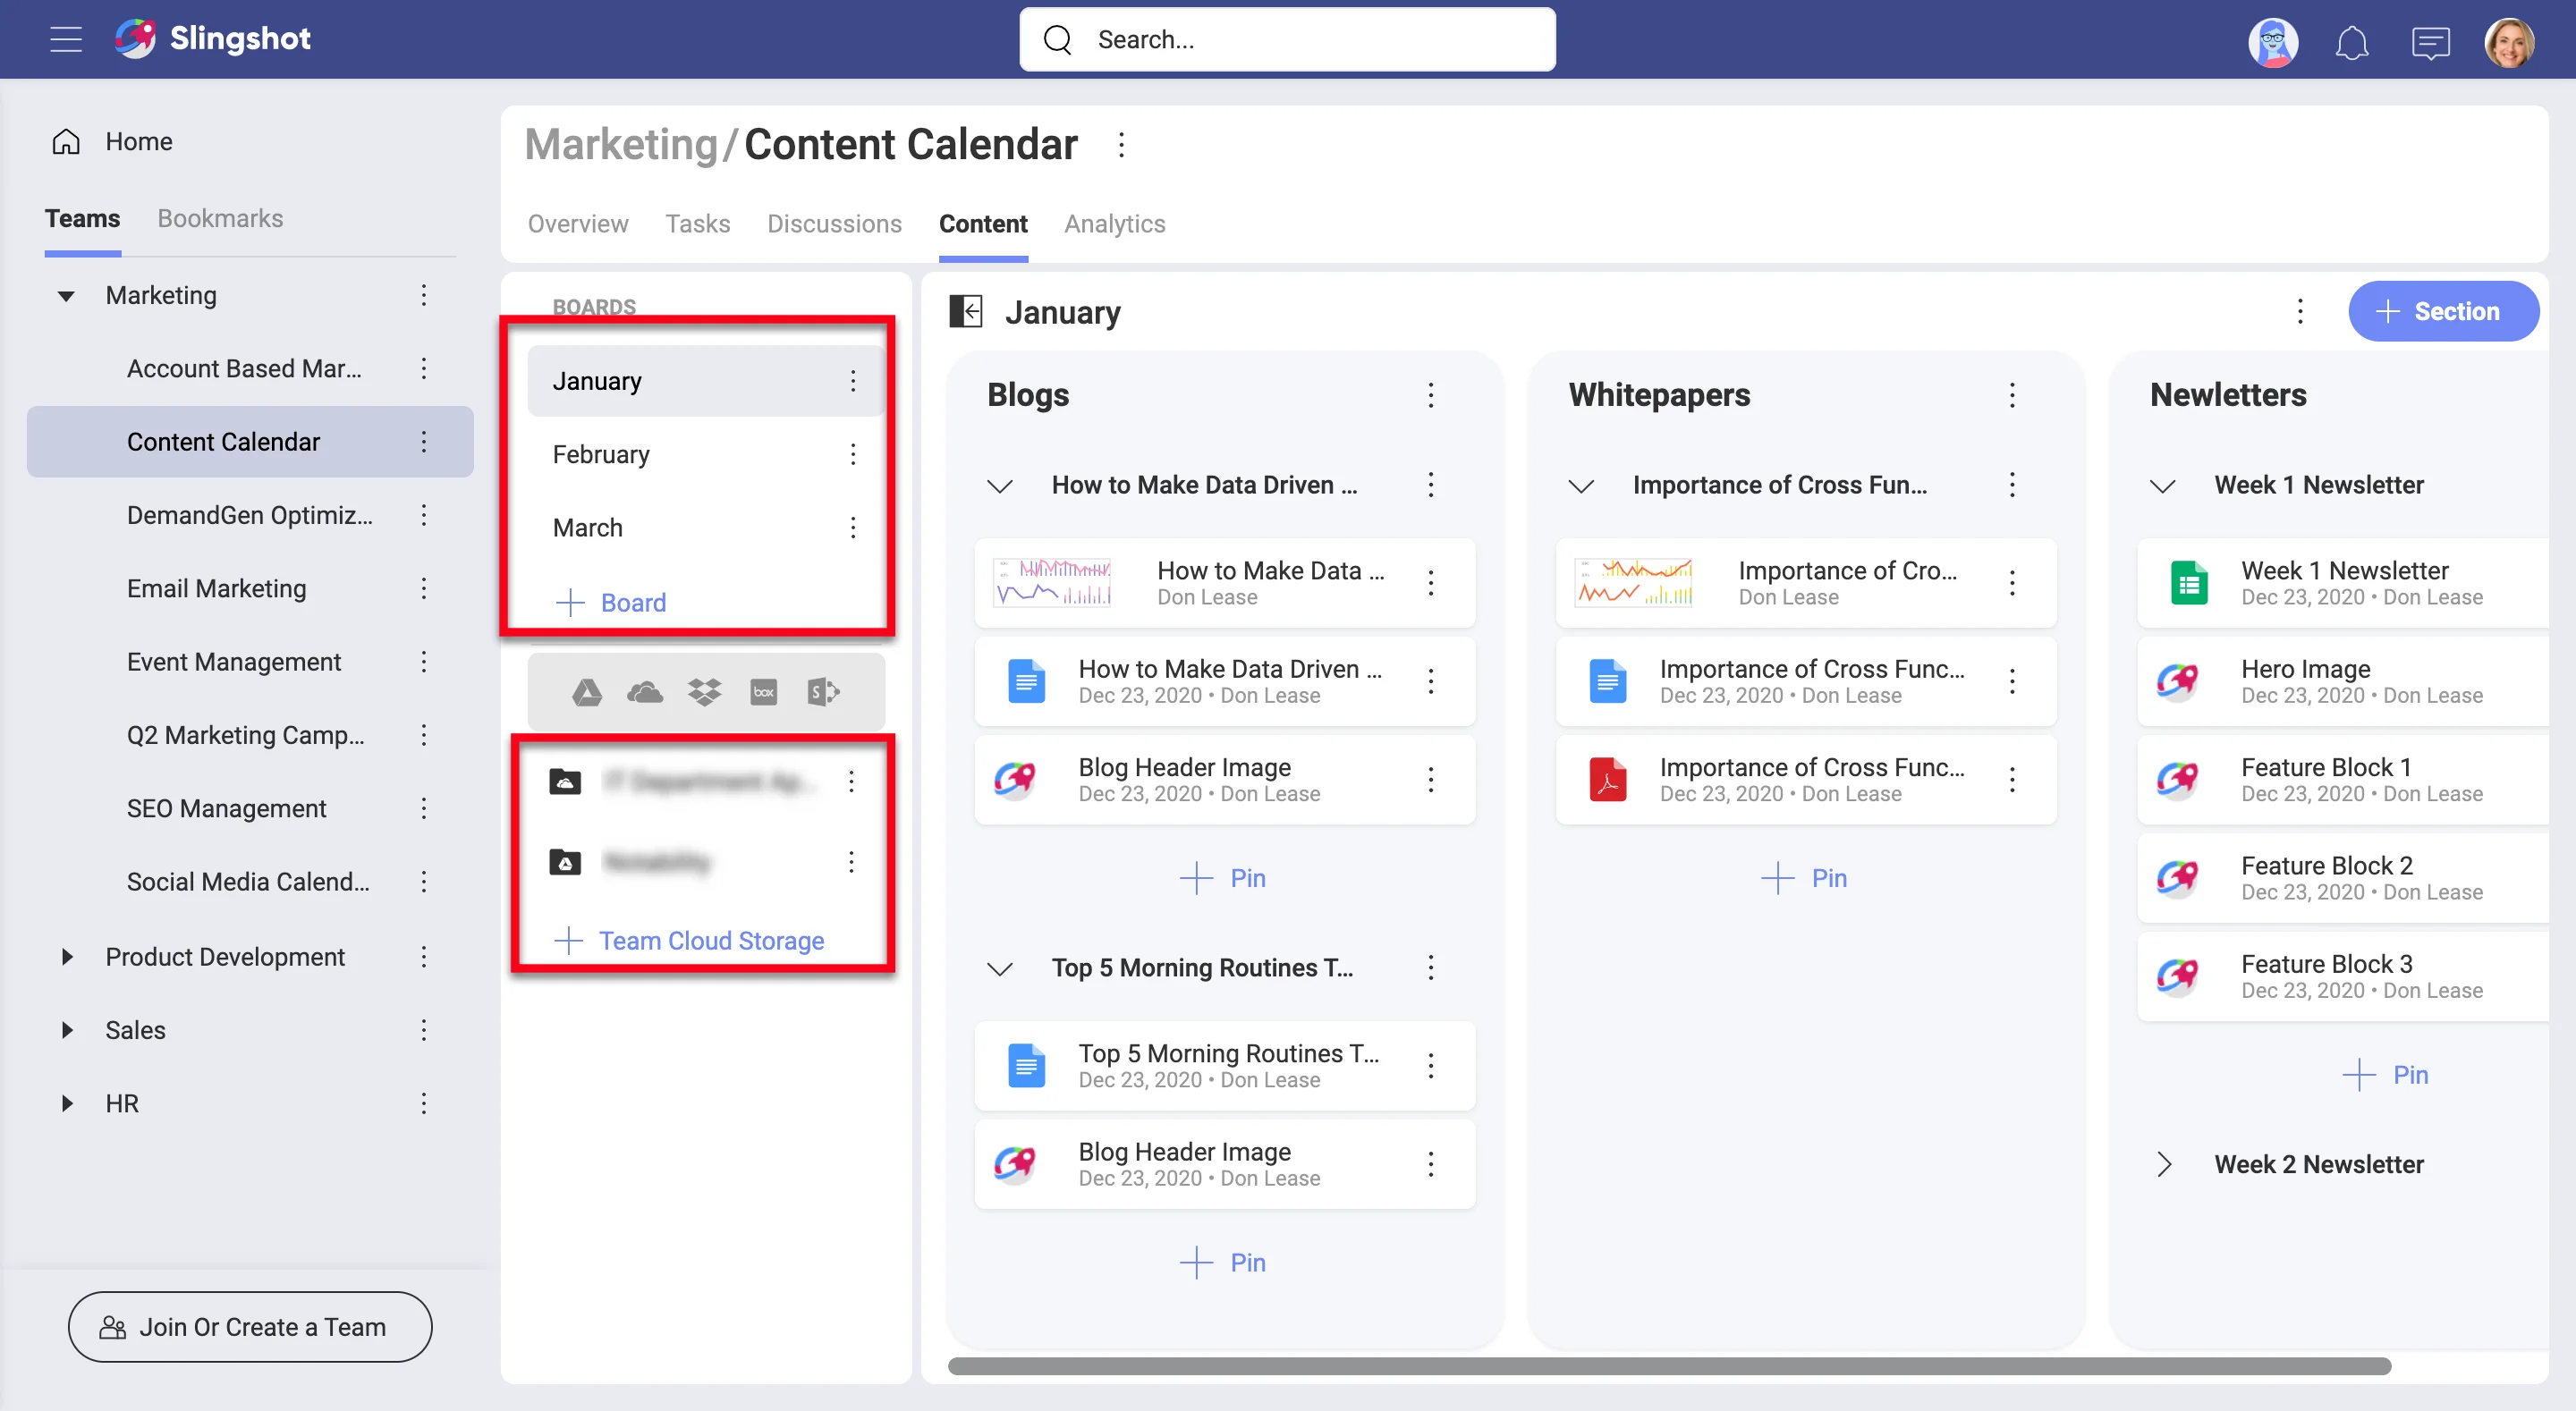 Slingshot
Search...
Home
Teams Bookmarks
Marketing
Account Based Mar...
Content Calendar
DemandGen Optimiz...
Email Marketing
Event Management
Q2 Marketing Camp...
SEO Management
Social Media Calend...
Product Development
Sales
HR
Join Or Create a Team
Marketing/Content Calendar
Overview Tasks Discussions Content Analytics
BOARDS
January
February
March
Board
box
S
IT Department Ap...
Notability
Team Cloud Storage
January
Section
Blogs
How to Make Data Driven ...
How to Make Data ...
Don Lease
How to Make Data Driven ...
Dec 23, 2020 • Don Lease
Blog Header Image
Dec 23, 2020 • Don Lease
Pin
Top 5 Morning Routines T...
Top 5 Morning Routines T...
Dec 23, 2020 • Don Lease
Blog Header Image
Dec 23, 2020 • Don Lease
Pin
Whitepapers
Importance of Cross Fun...
Importance of Cro...
Don Lease
Importance of Cross Func...
Dec 23, 2020 • Don Lease
Importance of Cross Func...
Dec 23, 2020 • Don Lease
Pin
Newletters
Week 1 Newsletter
Week 1 Newsletter
Dec 23, 2020 • Don Lease
Hero Image
Dec 23, 2020 • Don Lease
Feature Block 1
Dec 23, 2020 • Don Lease
Feature Block 2
Dec 23, 2020 • Don Lease
Feature Block 3
Dec 23, 2020 • Don Lease
Pin
Week 2 Newsletter